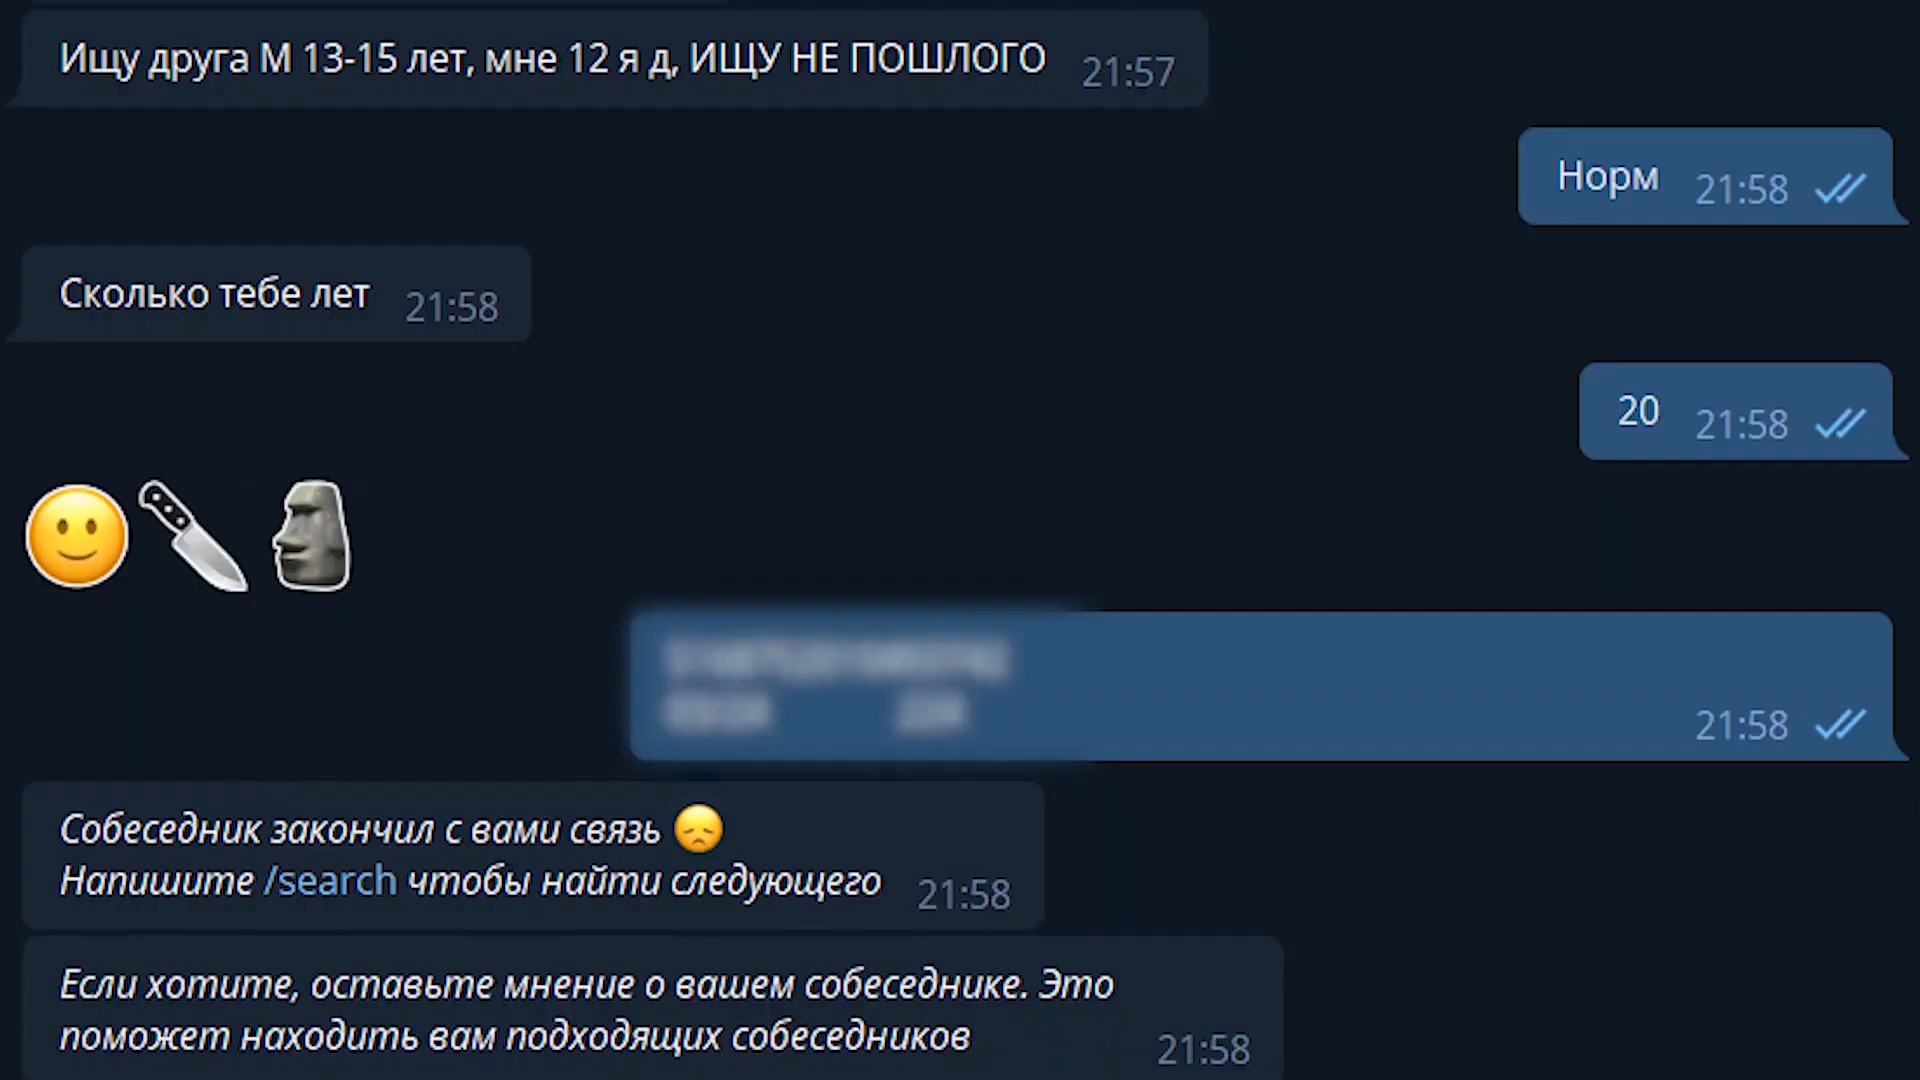 Ищу друга М 13-15 лет, мне 12 я д, ИЩУ НЕ ПОШЛОГО 21:57
Норм 21:58
Сколько тебе лет 21:58
20 21:58
21:58
Собеседник закончил с вами связь
Напишите /search чтобы найти следующего 21:58
Если хотите, оставьте мнение о вашем собеседнике. Это
поможет находить вам подходящих собеседников 21:58